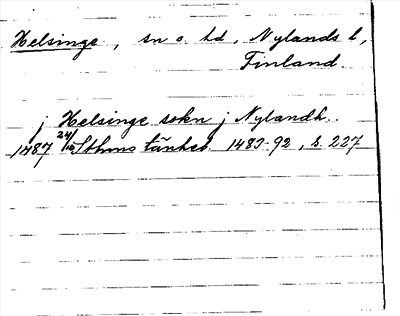 Helsinge, sn o. hd, Nylands l,
Finland.
j Helsinge sokn j Nylandh.
1487 24/10 Sthms tänkeb. 1483-92, s. 227